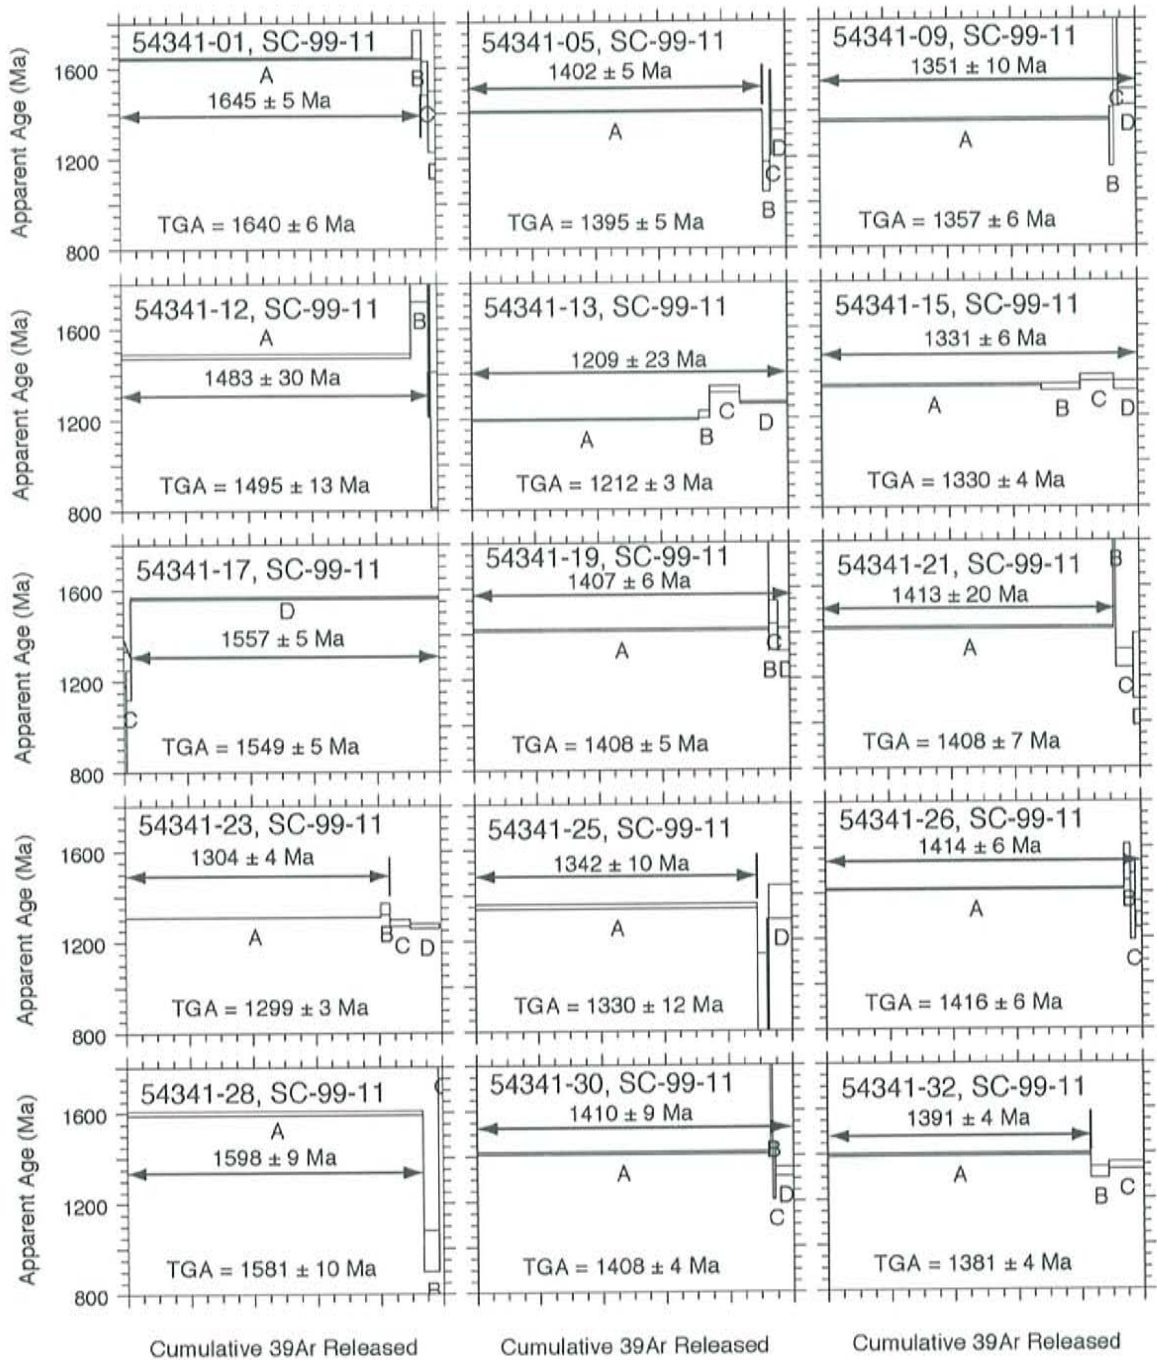 Apparent Age (Ma)
1600
1200
800
54341-01, SC-99-11
A
B
1645 ± 5 Ma
C
D
TGA = 1640 ± 6 Ma
54341-05, SC-99-11
1402 ± 5 Ma
A
D
C
B
TGA = 1395 ± 5 Ma
54341-09, SC-99-11
1351 ± 10 Ma
C
D
A
B
TGA = 1357 ± 6 Ma
Apparent Age (Ma)
1600
1200
800
54341-12, SC-99-11
B
A
1483 ± 30 Ma
TGA = 1495 ± 13 Ma
54341-13, SC-99-11
1209 ± 23 Ma
C
D
A
B
TGA = 1212 ± 3 Ma
54341-15, SC-99-11
1331 ± 6 Ma
A
B
C
D
TGA = 1330 ± 4 Ma
Apparent Age (Ma)
1600
1200
800
54341-17, SC-99-11
D
1557 ± 5 Ma
A
C
TGA = 1549 ± 5 Ma
54341-19, SC-99-11
1407 ± 6 Ma
A
C
B
D
TGA = 1408 ± 5 Ma
B
54341-21, SC-99-11
1413 ± 20 Ma
A
C
D
TGA = 1408 ± 7 Ma
Apparent Age (Ma)
1600
1200
800
54341-23, SC-99-11
1304 ± 4 Ma
A
B
C
D
TGA = 1299 ± 3 Ma
54341-25, SC-99-11
1342 ± 10 Ma
A
D
TGA = 1330 ± 12 Ma
54341-26, SC-99-11
1414 ± 6 Ma
B
A
C
TGA = 1416 ± 6 Ma
Apparent Age (Ma)
1600
1200
800
54341-28, SC-99-11
C
A
1598 ± 9 Ma
TGA = 1581 ± 10 Ma
B
54341-30, SC-99-11
1410 ± 9 Ma
B
A
D
C
TGA = 1408 ± 4 Ma
54341-32, SC-99-11
1391 ± 4 Ma
A
B
C
TGA = 1381 ± 4 Ma
Cumulative 39Ar Released
Cumulative 39Ar Released
Cumulative 39Ar Released